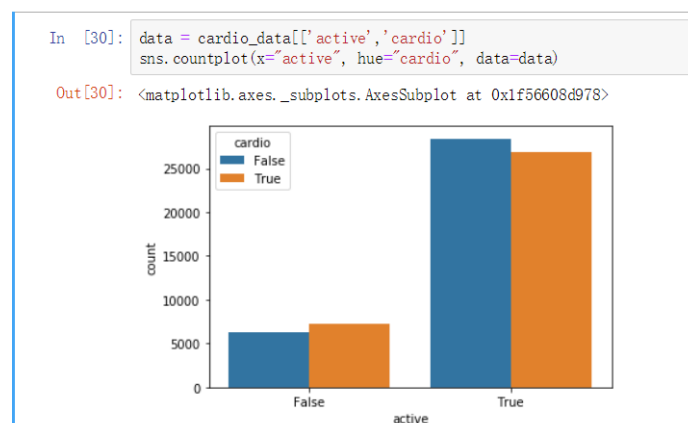 In [30]:
data = cardio_data[['active','cardio']]
sns.countplot(x="active", hue="cardio", data=data)
Out[30]: <matplotlib.axes._subplots.AxesSubplot at 0x1f56608d978>
cardio
False
True
25000
20000
15000
10000
5000
0
count
False True
active